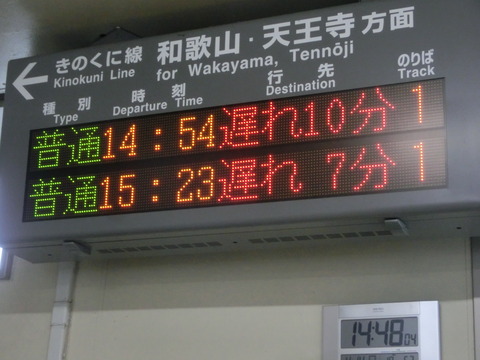 きのくに線 和歌山・天王寺方面
Kinokuni Line for Wakayama, Tennōji
種別 時刻 行先 のりば
Type Departure Time Destination Track
普通 14:54 遅れ10分 1
普通 15:23 遅れ 7分 1
14:48 04